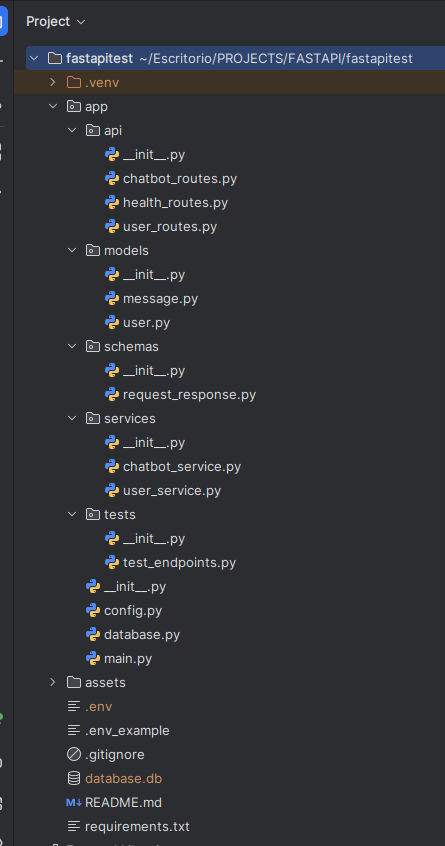 Project
fastapitest ~/Escritorio/PROJECTS/FASTAPI/fastapitest
.venv
app
api
__init__.py
chatbot_routes.py
health_routes.py
user_routes.py
models
__init__.py
message.py
user.py
schemas
__init__.py
request_response.py
services
__init__.py
chatbot_service.py
user_service.py
tests
__init__.py
test_endpoints.py
__init__.py
config.py
database.py
main.py
assets
.env
.env_example
.gitignore
database.db
M↓ README.md
requirements.txt